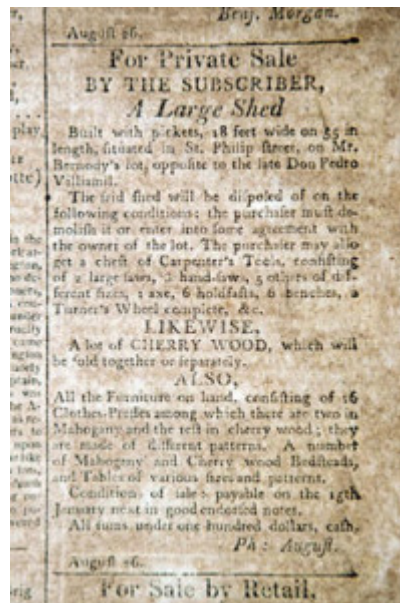 Benj. Morgan.
Auguſt 26.
For Private Sale
BY THE SUBSCRIBER,
A Large Shed
Built with pickets, 18 feet wide on 55 in
length, ſituated in St. Philip ſtreet, on Mr.
Bernody's lot, oppoſite to the late Don Pedro
Villiamil.
The ſaid ſhed will be diſpoſed of on the
following conditions: the purchaſer muſt de-
moliſh it or enter into ſome agreement with
the owner of the lot. The purchaſer may alſo
get a cheſt of Carpenter's Tools, conſiſting
of 2 large ſaws, hand-ſaws, 5 others of diſ-
ferent ſizes, 1 axe, 6 holdfaſts, 6 benches, a
Turner's Wheel complete, &c.
LIKEWISE,
A lot of CHERRY WOOD, which will
be ſold together or ſeparately.
ALSO,
All the Furniture on hand, conſiſting of 16
Clothes-Preſſes among which there are two in
Mahogany and the reſt in cherry wood; they
are made of different patterns. A number
of Mahogany and Cherry wood Bedſteads,
and Tables of various ſizes and patterns.
Condition of ſale: payable on the 15th
January next in good endorſed notes.
All ſums under one hundred dollars, caſh,
Ph: Auguſt.
Auguſt 26.
For Sale by Retail,